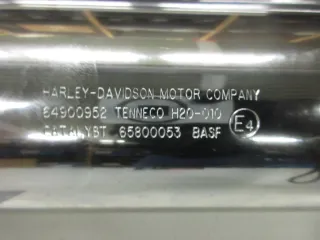 HARLEY-DAVIDSON MOTOR COMPANY
64900952 TENNECO H20-010
CATALYST 65800053 BASF E4